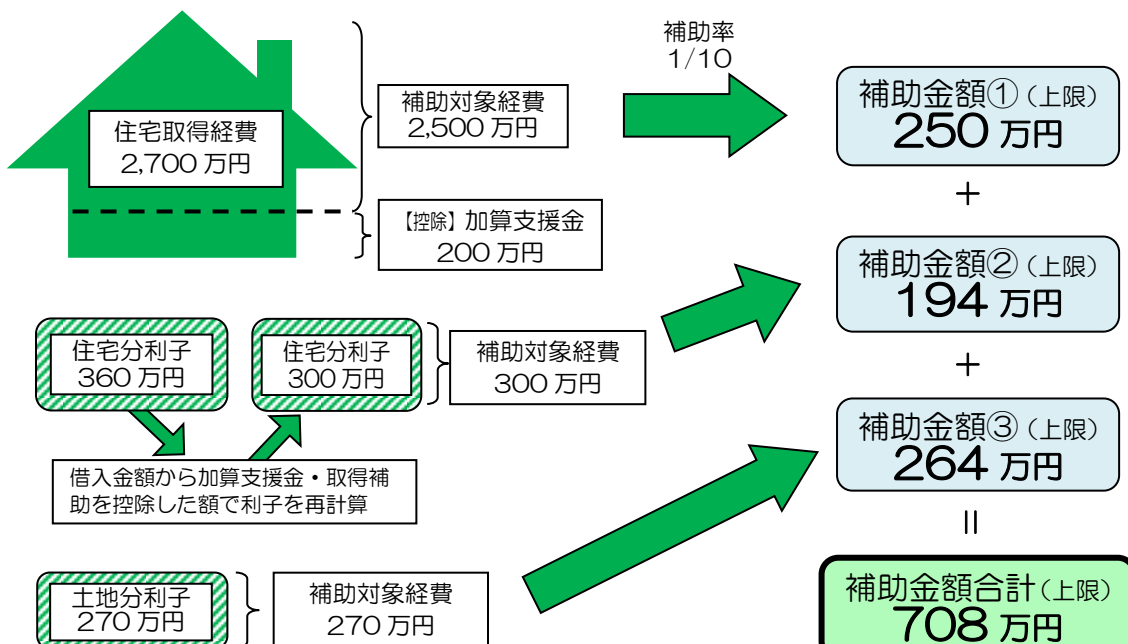 補助率
1/10
住宅取得経費
2,700 万円
補助対象経費
2,500 万円
【控除】加算支援金
200 万円
補助金額①（上限）
250 万円
＋
補助金額②（上限）
194 万円
＋
補助金額③（上限）
264 万円
＝
補助金額合計（上限）
708 万円
住宅分利子
360 万円
住宅分利子
300 万円
補助対象経費
300 万円
借入金額から加算支援金・取得補
助を控除した額で利子を再計算
土地分利子
270 万円
補助対象経費
270 万円